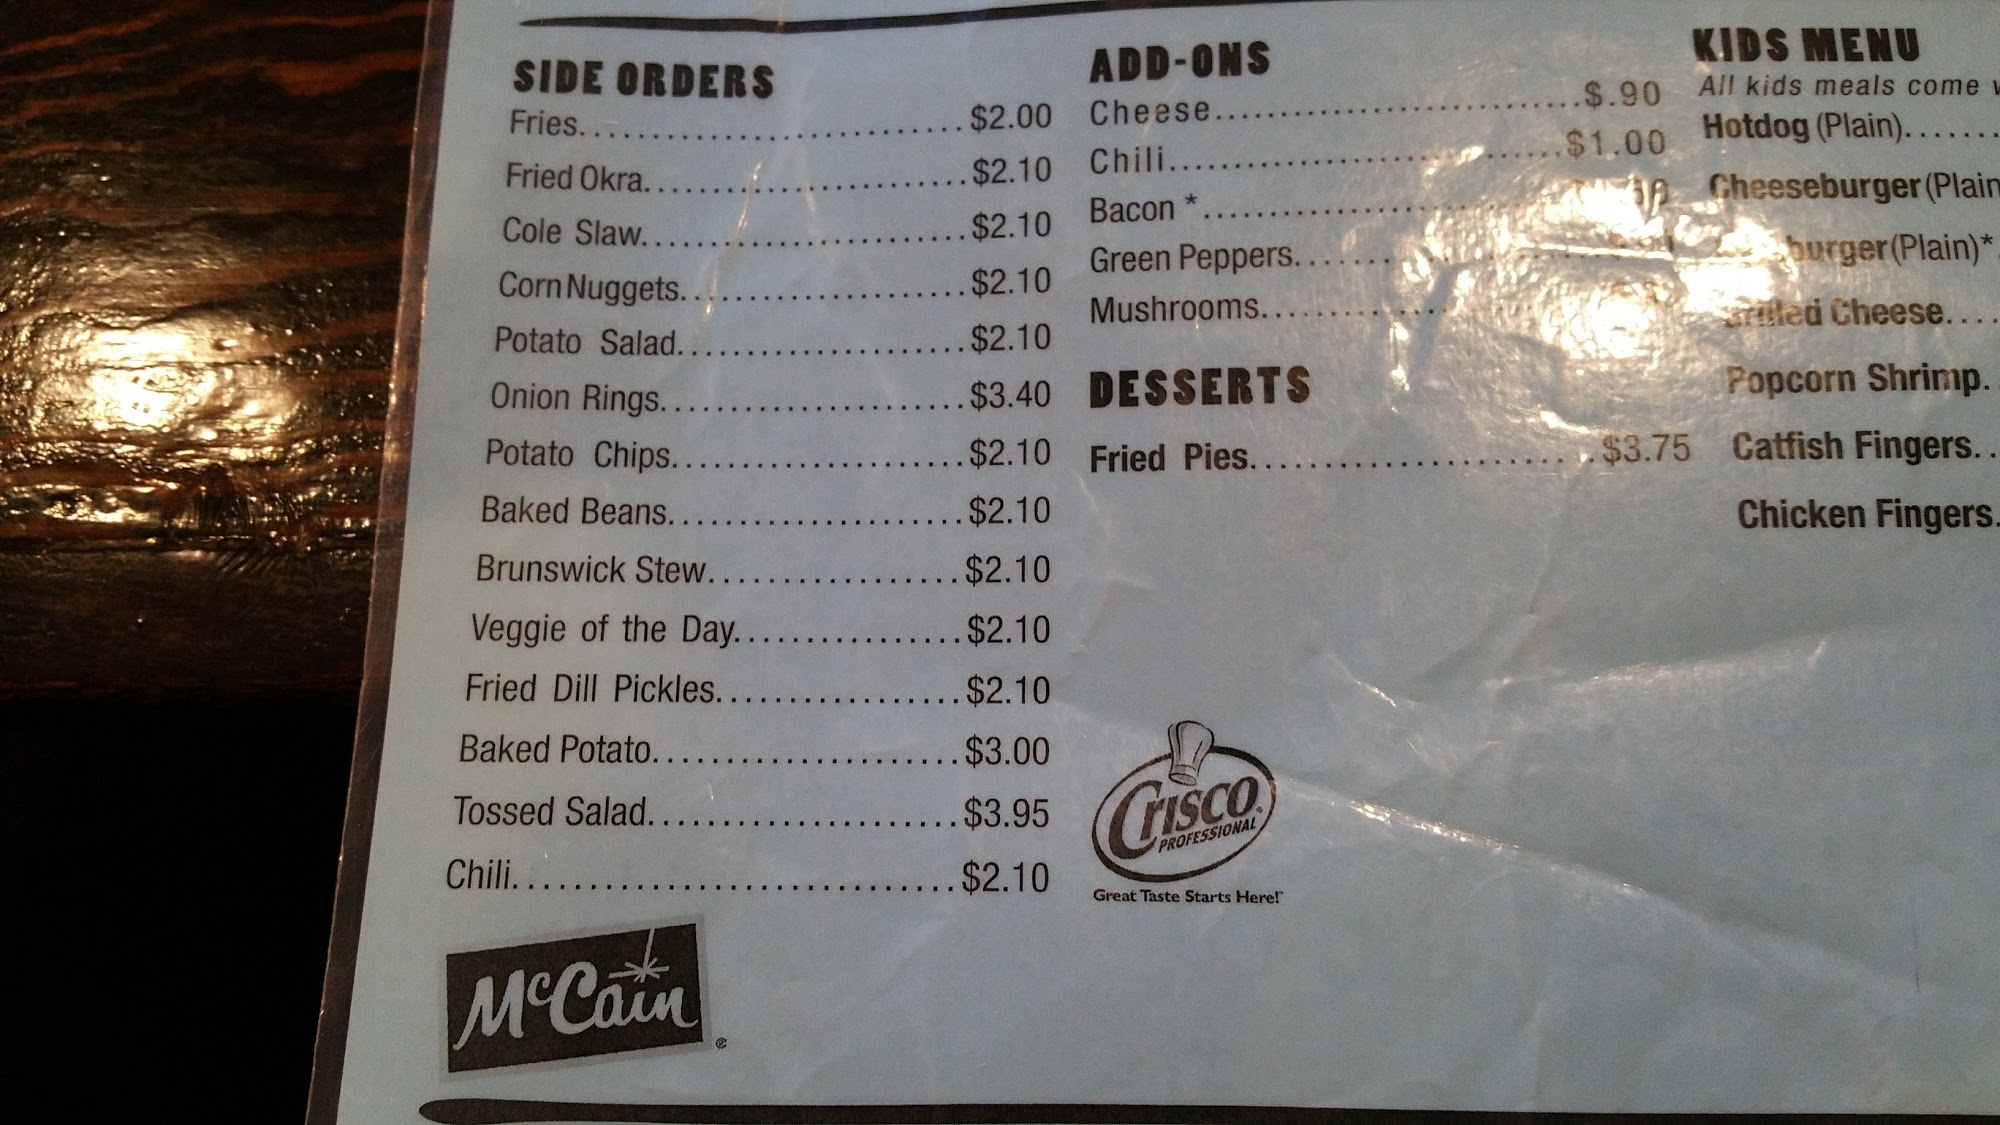 SIDE ORDERS
Fries............................$2.00
Fried Okra........................$2.10
Cole Slaw........................$2.10
Corn Nuggets.....................$2.10
Potato Salad.....................$2.10
Onion Rings......................$3.40
Potato Chips.....................$2.10
Baked Beans.....................$2.10
Brunswick Stew..................$2.10
Veggie of the Day................$2.10
Fried Dill Pickles.................$2.10
Baked Potato.....................$3.00
Tossed Salad.....................$3.95
Chili.............................$2.10
McCain®
ADD-ONS
Cheese............................$.90
Chili............................$1.00
Bacon *..................
Green Peppers.......
Mushrooms.............
DESSERTS
Fried Pies........................$3.75
Crisco®
PROFESSIONAL
Great Taste Starts Here!
KIDS MENU
All kids meals come
Hotdog (Plain).......
Cheeseburger (Plain
(Plain)*
Grilled Cheese....
Popcorn Shrimp.
Catfish Fingers..
Chicken Fingers.